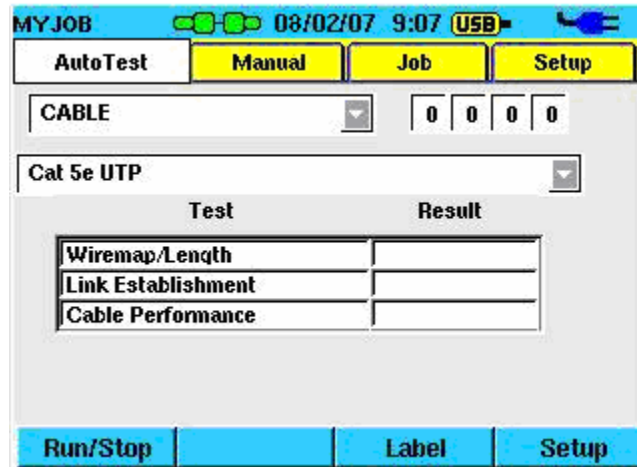 MYJOB 08/02/07 9:07 USB
AutoTest Manual Job Setup
CABLE 0 0 0 0
Cat 5e UTP
Test Result
Wiremap/Length
Link Establishment
Cable Performance
Run/Stop Label Setup